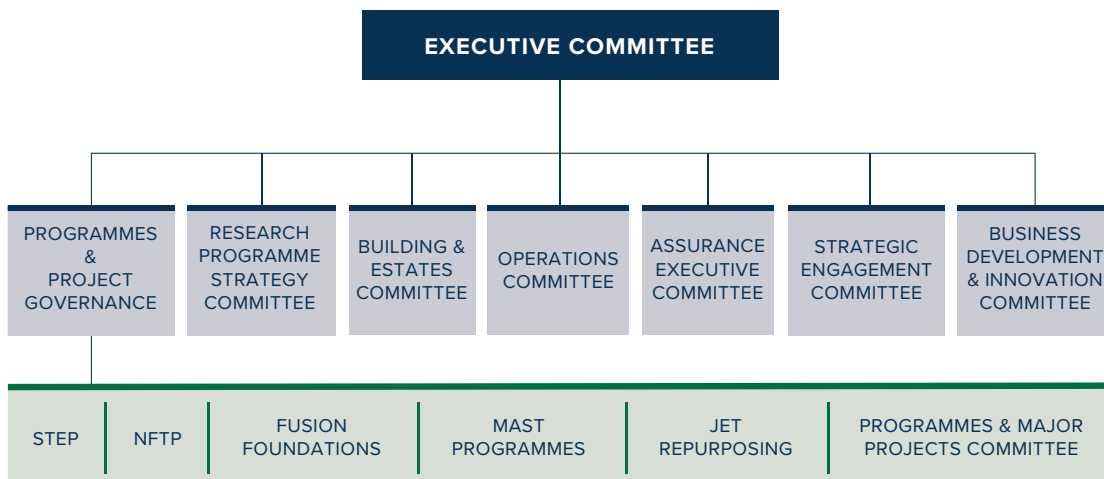 EXECUTIVE COMMITTEE
PROGRAMMES
&
PROJECT
GOVERNANCE
RESEARCH
PROGRAMME
STRATEGY
COMMITTEE
BUILDING &
ESTATES
COMMITTEE
OPERATIONS
COMMITTEE
ASSURANCE
EXECUTIVE
COMMITTEE
STRATEGIC
ENGAGEMENT
COMMITTEE
BUSINESS
DEVELOPMENT
& INNOVATION
COMMITTEE
STEP
NFTP
FUSION
FOUNDATIONS
MAST
PROGRAMMES
JET
REPURPOSING
PROGRAMMES & MAJOR
PROJECTS COMMITTEE